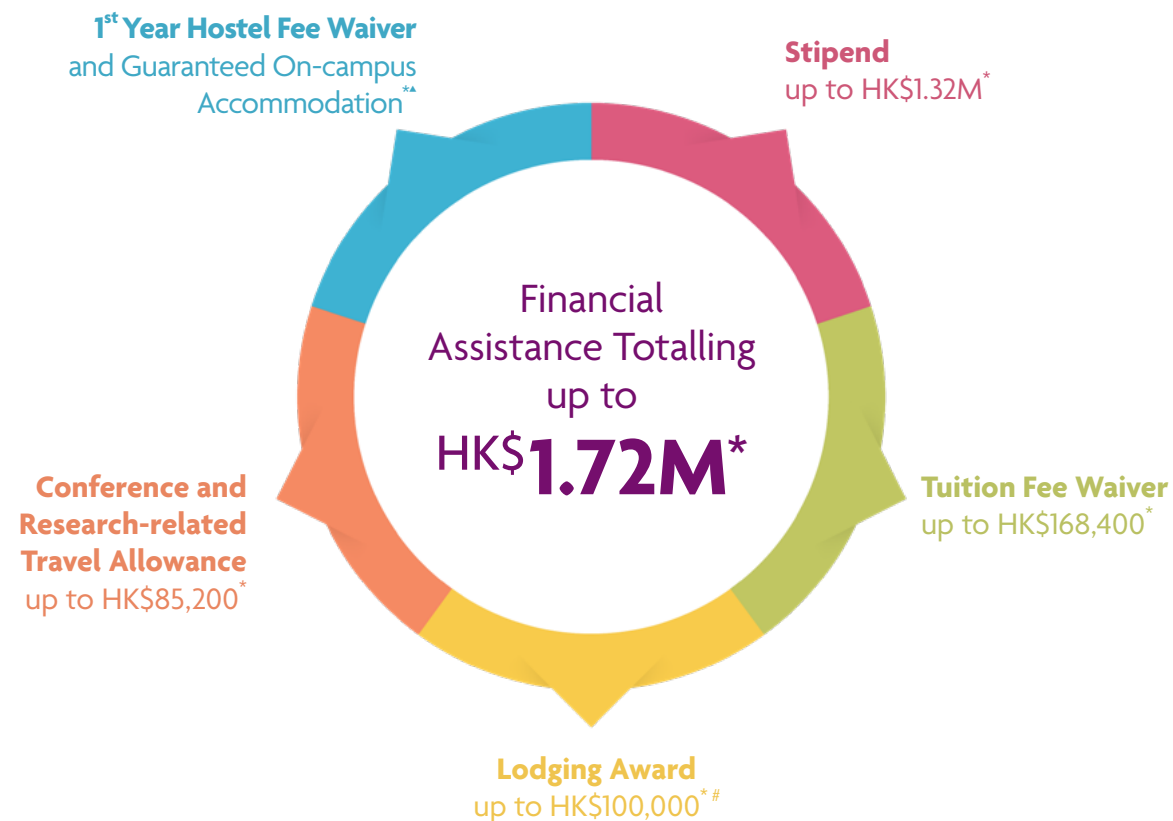 1st Year Hostel Fee Waiver
and Guaranteed On-campus
Accommodation*▲
Stipend
up to HK$1.32M*
Financial
Assistance Totalling
up to
HK$1.72M*
Conference and
Research-related
Travel Allowance
up to HK$85,200*
Tuition Fee Waiver
up to HK$168,400*
Lodging Award
up to HK$100,000* #